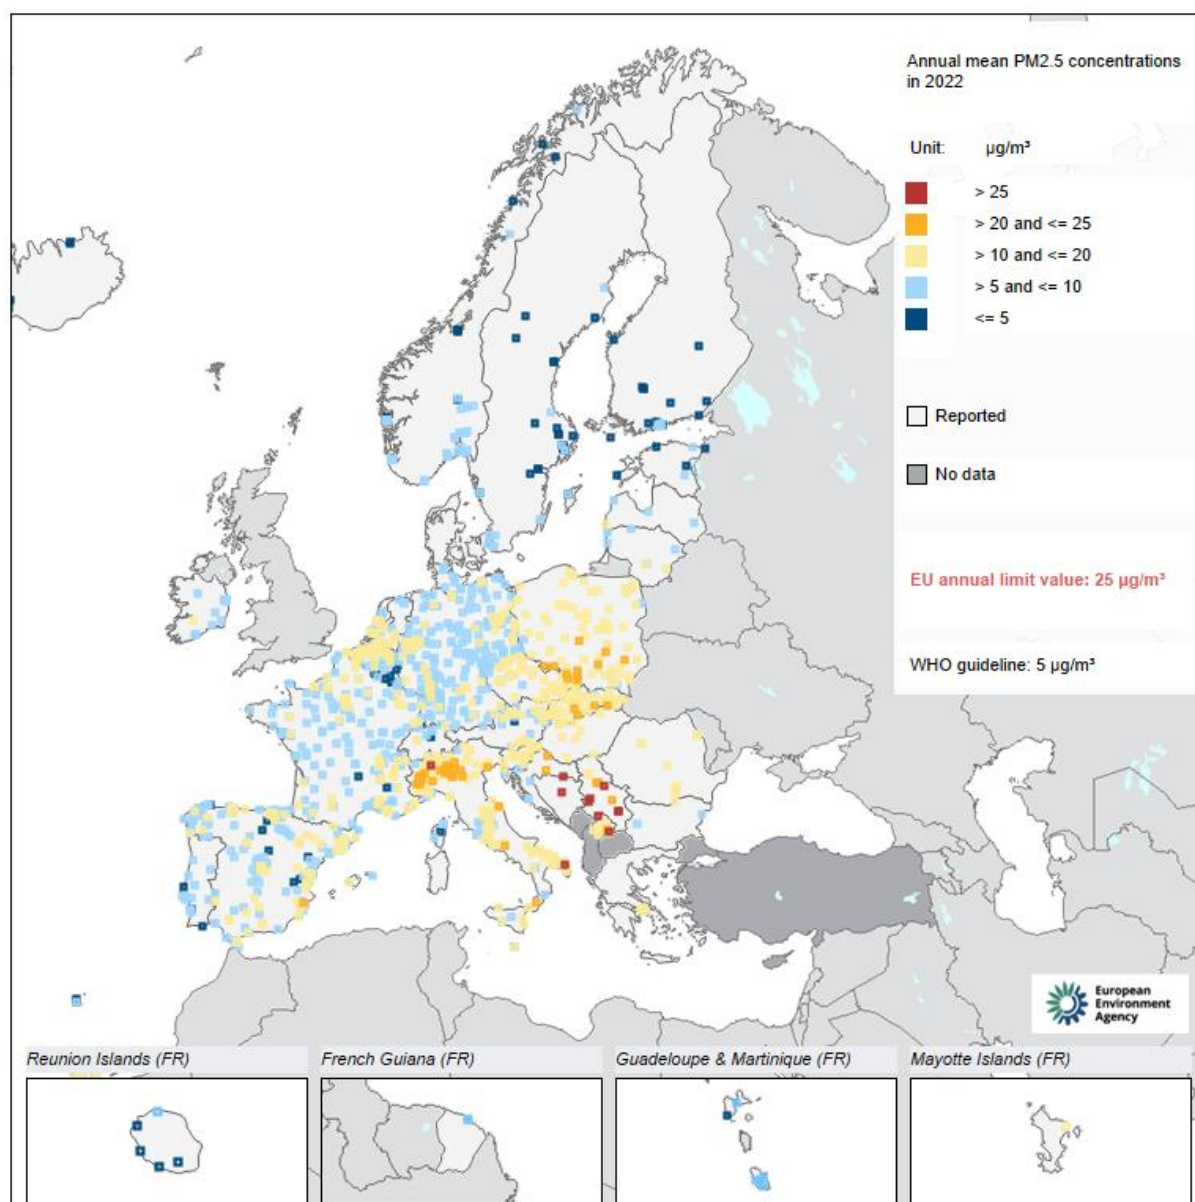 Annual mean PM2.5 concentrations
in 2022
Unit: µg/m³
> 25
> 20 and <= 25
> 10 and <= 20
> 5 and <= 10
<= 5
Reported
No data
EU annual limit value: 25 µg/m³
WHO guideline: 5 µg/m³
European
Environment
Agency
Reunion Islands (FR)
French Guiana (FR)
Guadeloupe & Martinique (FR)
Mayotte Islands (FR)